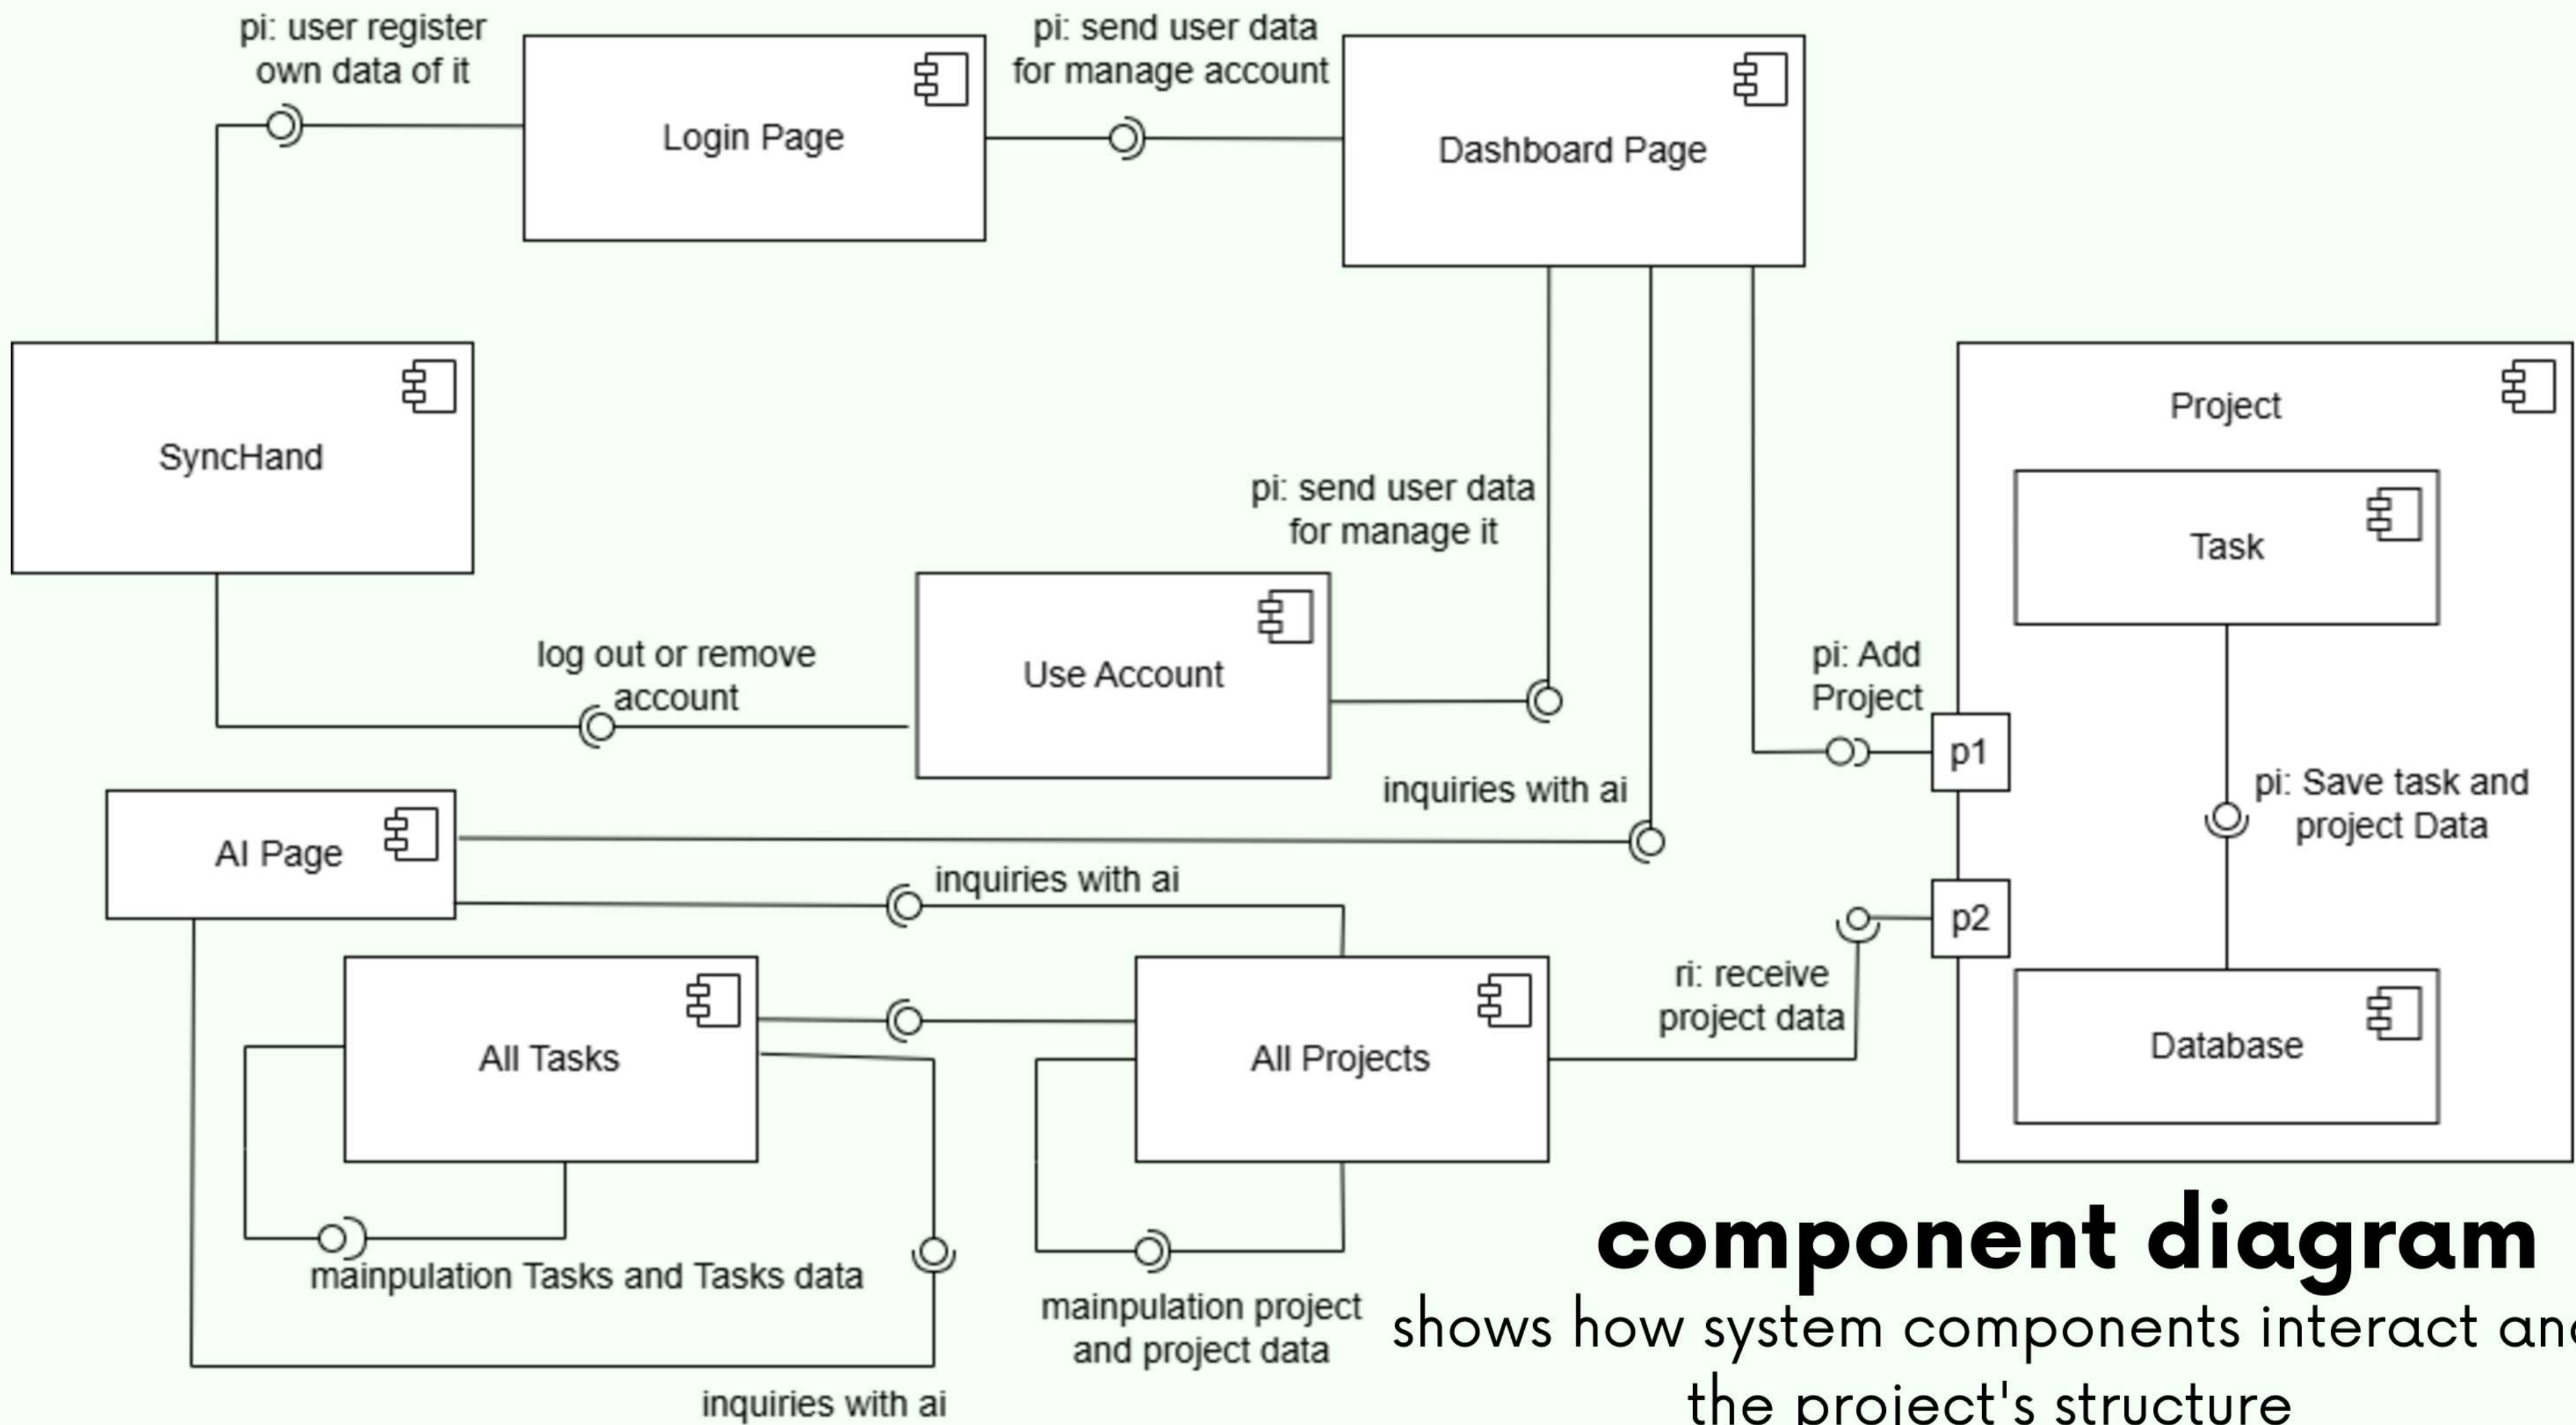 pi: user register
own data of it
Login Page
pi: send user data
for manage account
Dashboard Page
SyncHand
pi: send user data
for manage it
Use Account
log out or remove
account
Project
Task
pi: Add
Project
p1
pi: Save task and
project Data
p2
Database
inquiries with ai
AI Page
inquiries with ai
ri: receive
project data
All Tasks
All Projects
mainpulation Tasks and Tasks data
mainpulation project
and project data
inquiries with ai
component diagram
shows how system components interact
the project's structure